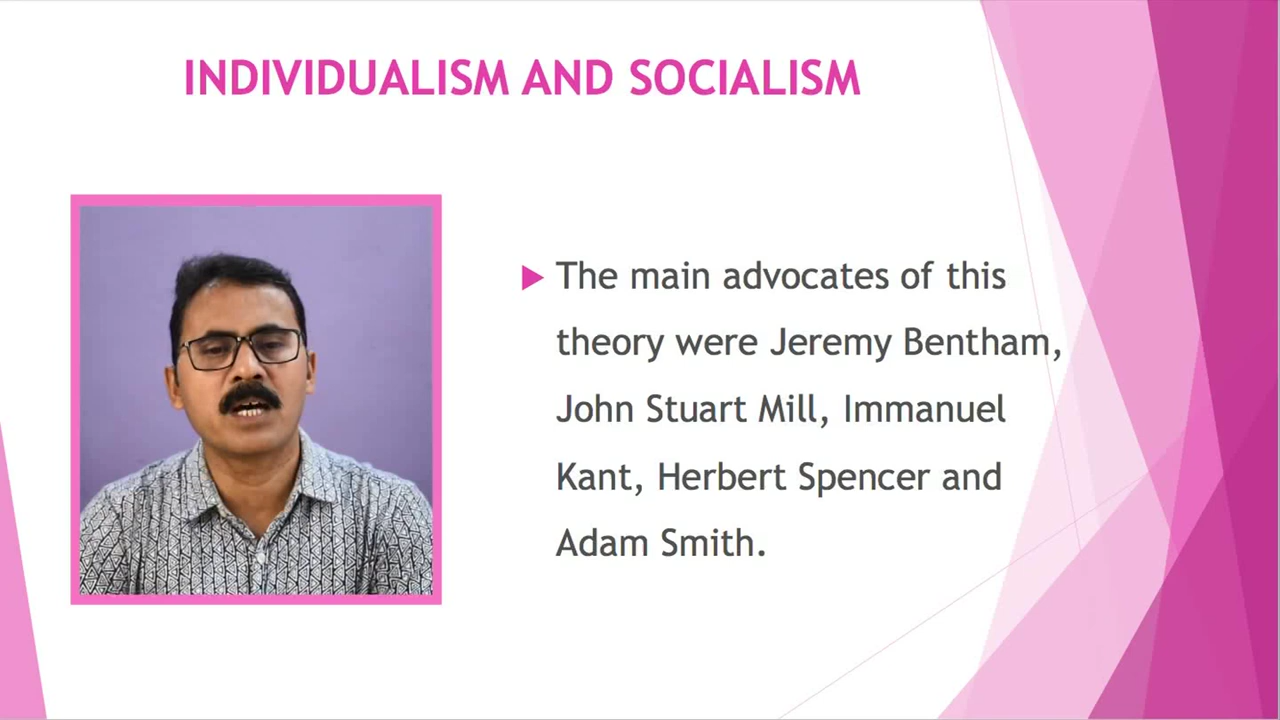 INDIVIDUALISM AND SOCIALISM
The main advocates of this
theory were Jeremy Bentham,
John Stuart Mill, Immanuel
Kant, Herbert Spencer and
Adam Smith.